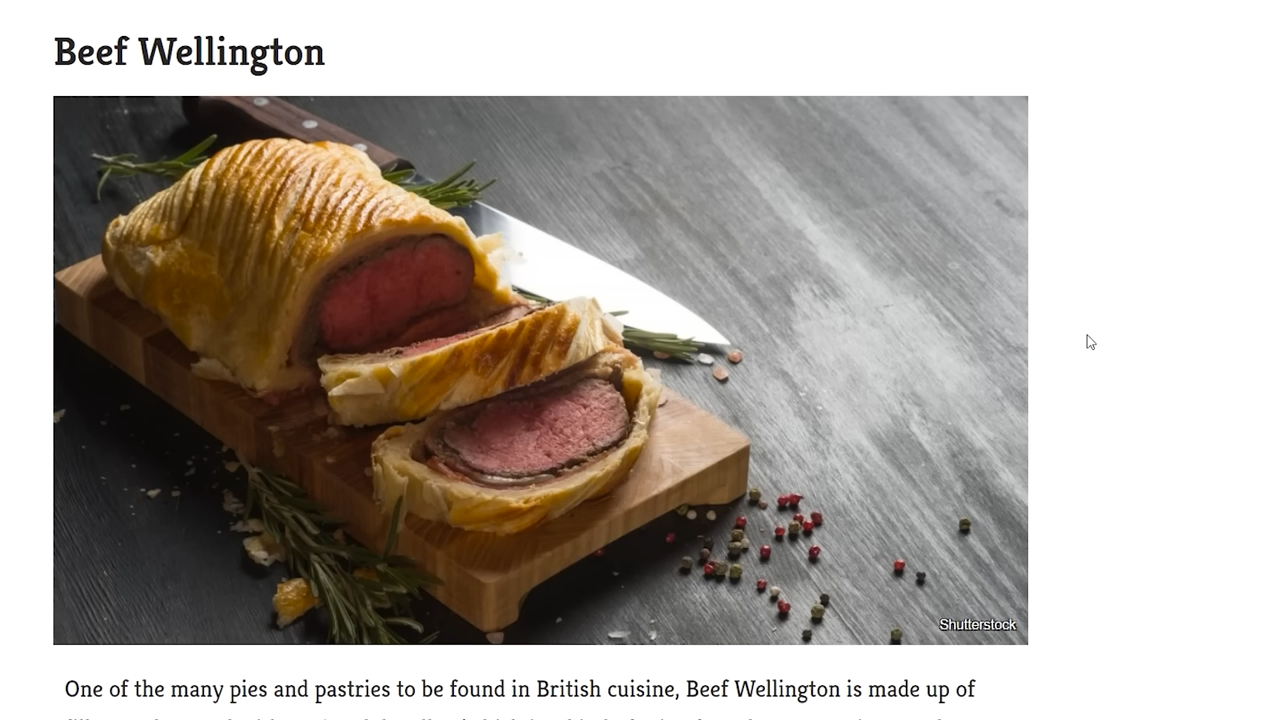 Beef Wellington
Shutterstock
One of the many pies and pastries to be found in British cuisine, Beef Wellington is made up of